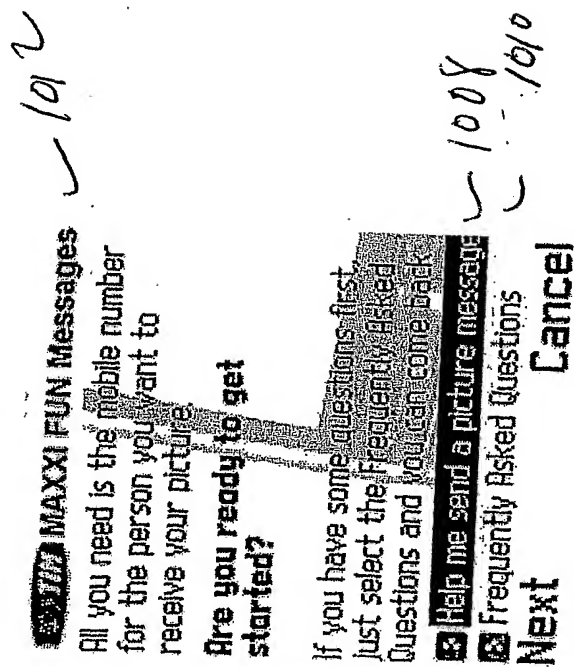 MAXXI FUN Messages 1012
All you need is the mobile number
for the person you want to
receive your picture.
Are you ready to get
started?
If you have some questions first,
just select the Frequently Asked
Questions and you can come back
Help me send a picture message 1008
Frequently Asked Questions 1010
Next Cancel